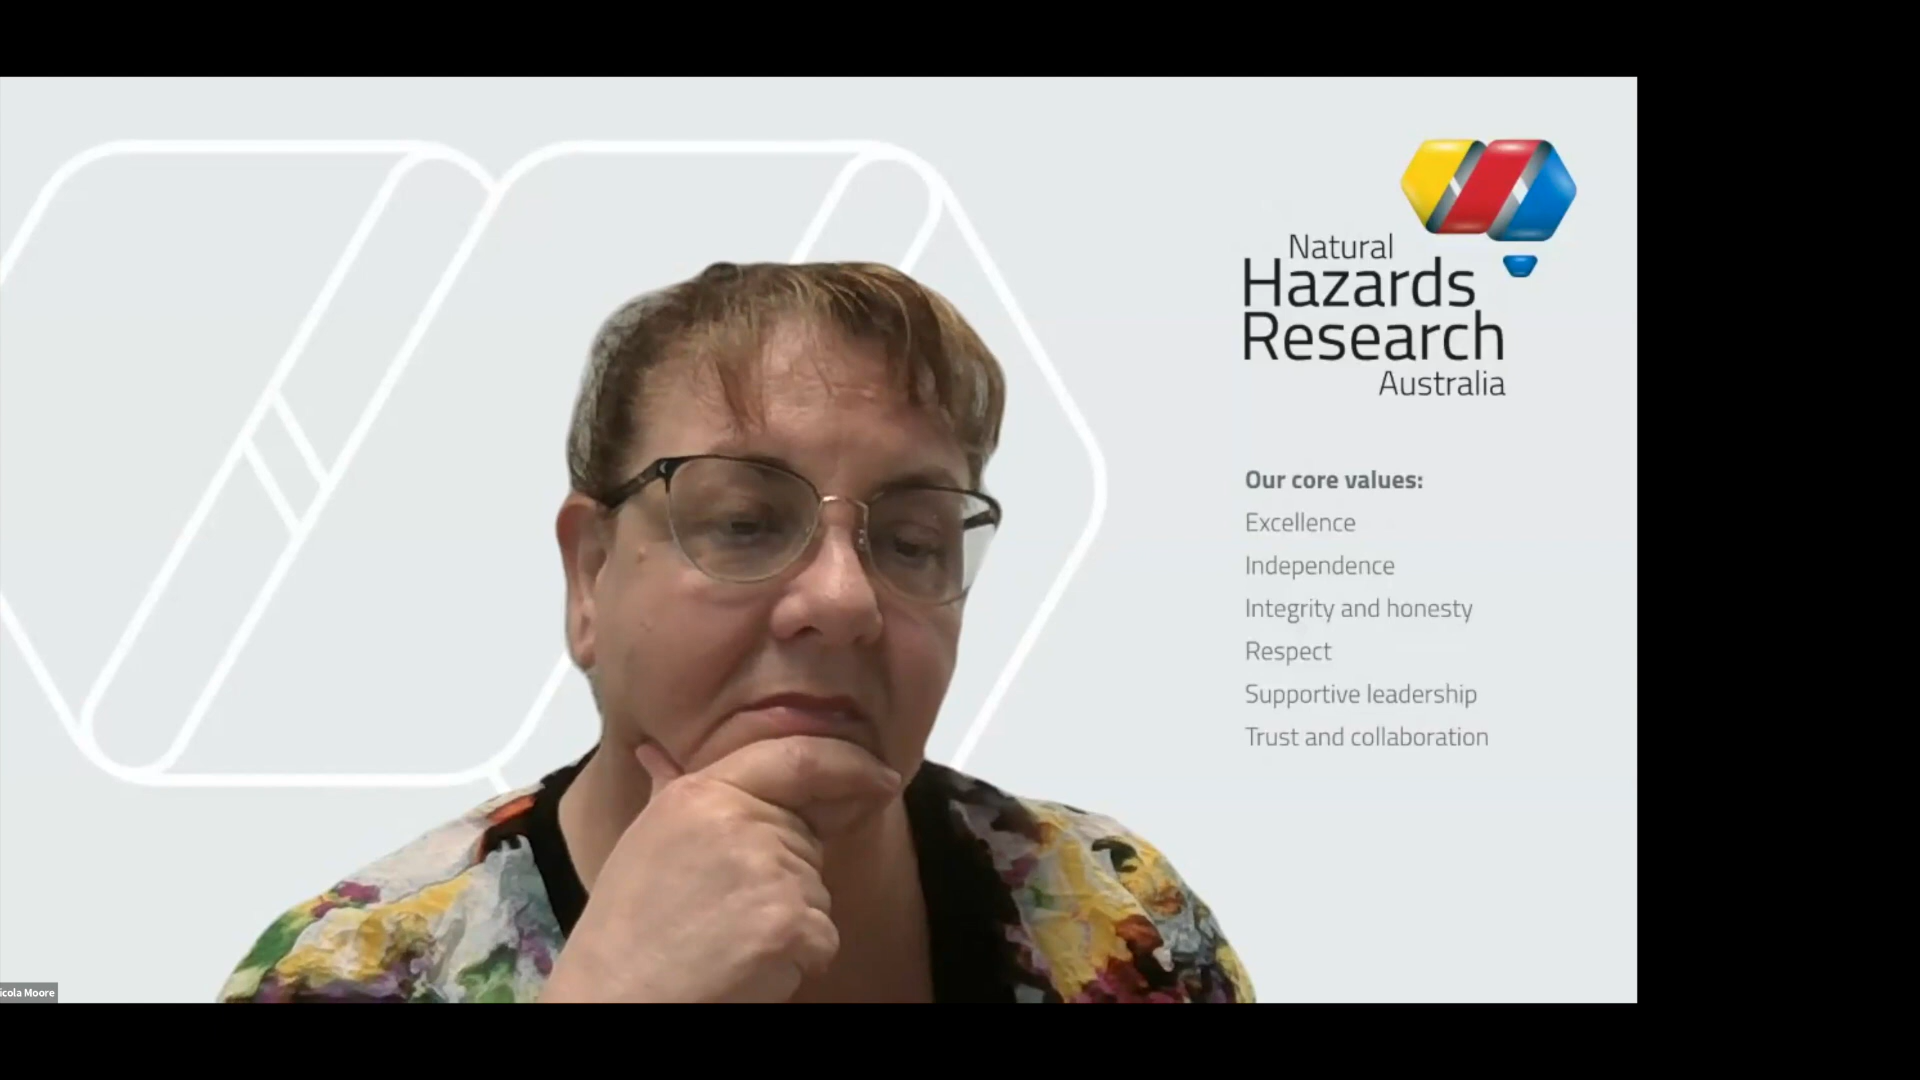 Natural
Hazards
Research
Australia
Our core values:
Excellence
Independence
Integrity and honesty
Respect
Supportive leadership
Trust and collaboration
icola Moore